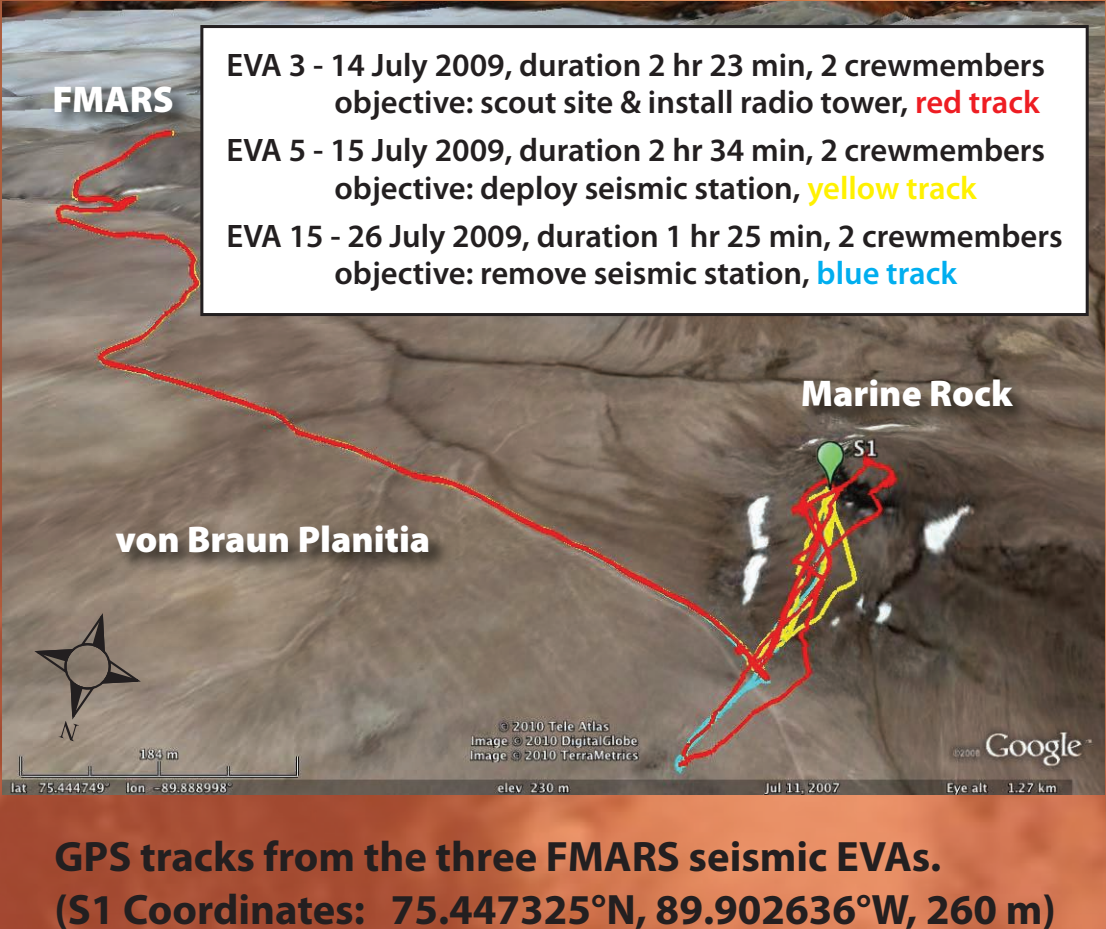 EVA 3 - 14 July 2009, duration 2 hr 23 min, 2 crewmembers
objective: scout site & install radio tower, red track
EVA 5 - 15 July 2009, duration 2 hr 34 min, 2 crewmembers
objective: deploy seismic station, yellow track
EVA 15 - 26 July 2009, duration 1 hr 25 min, 2 crewmembers
objective: remove seismic station, blue track
FMARS
Marine Rock
S1
von Braun Planitia
N
184 m
© 2010 Tele Atlas
Image © 2010 DigitalGlobe
Image © 2010 TerraMetrics
Google
lat 75.444749° lon -89.888998° elev 230 m Jul 11, 2007 Eye alt 1.27 km
GPS tracks from the three FMARS seismic EVAs.
(S1 Coordinates: 75.447325°N, 89.902636°W, 260 m)